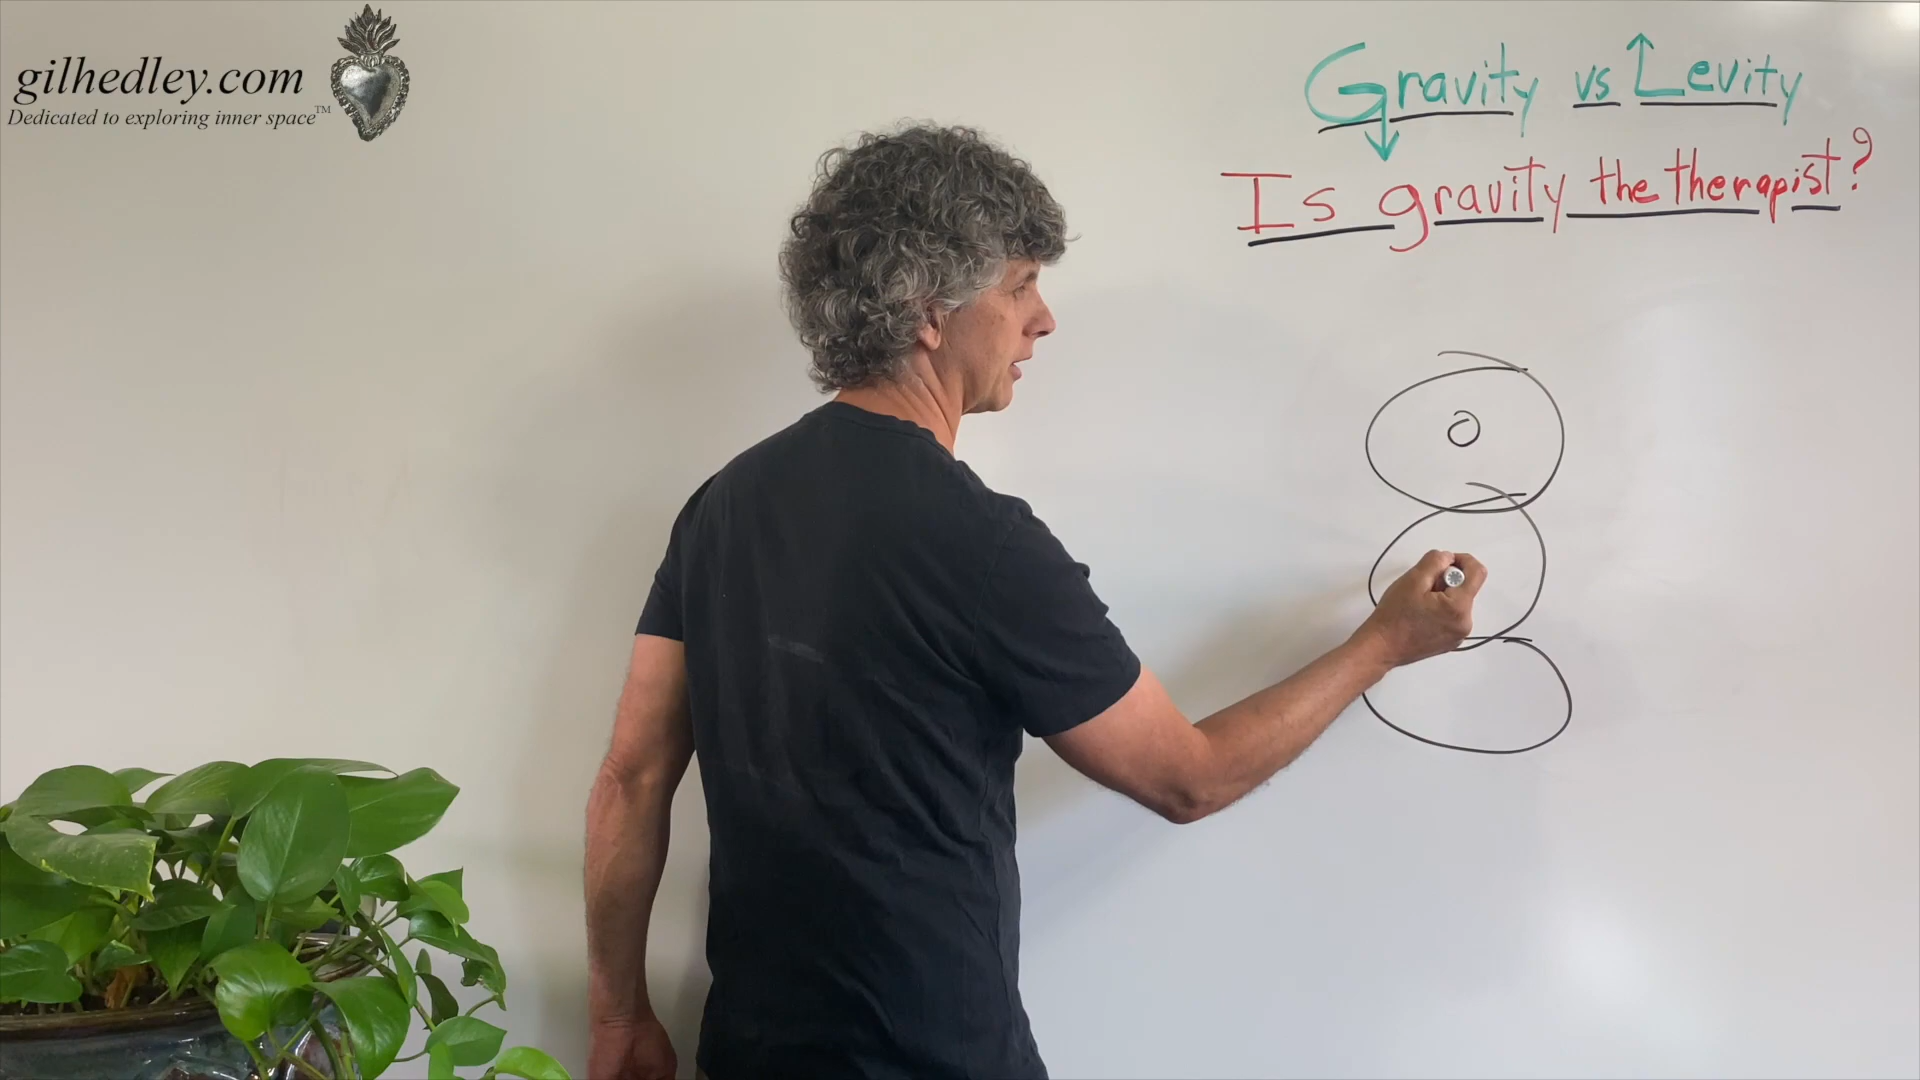 gilhedley.com
Dedicated to exploring inner space™
Gravity vs Levity
Is gravity the therapist?